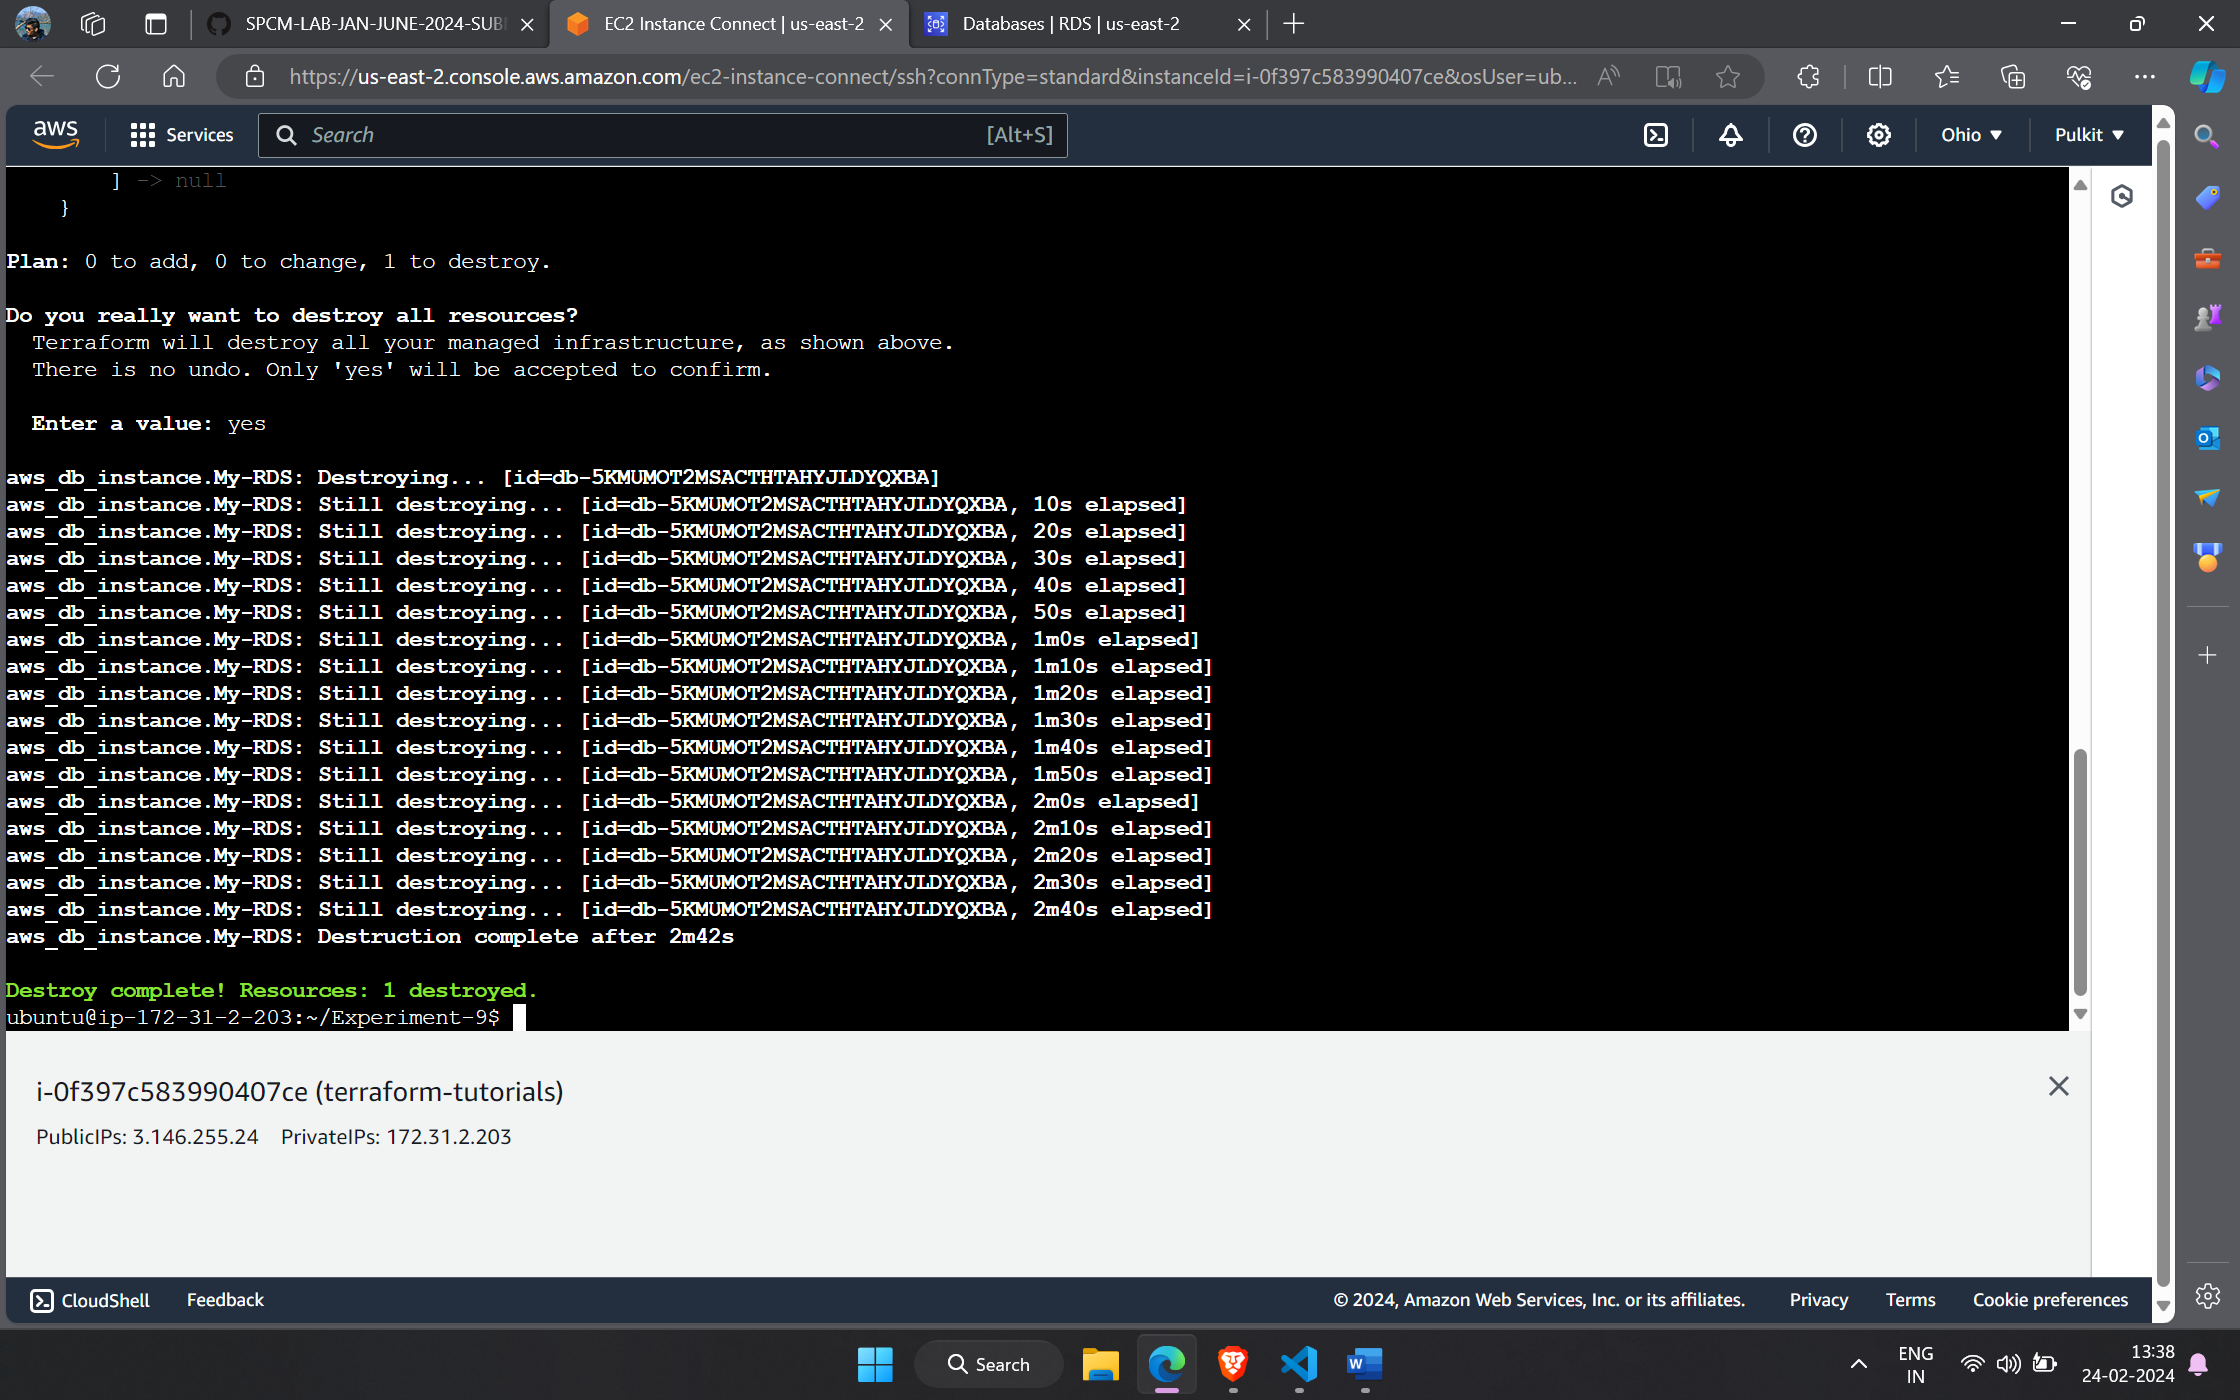 SPCM-LAB-JAN-JUNE-2024-SUB
EC2 Instance Connect | us-east-2
Databases | RDS | us-east-2
https://us-east-2.console.aws.amazon.com/ec2-instance-connect/ssh?connType=standard&instanceId=i-0f397c583990407ce&osUser=ub...
aws
Services
Search
[Alt+S]
Ohio
Pulkit
] -> null
}
Plan: 0 to add, 0 to change, 1 to destroy.
Do you really want to destroy all resources?
Terraform will destroy all your managed infrastructure, as shown above.
There is no undo. Only 'yes' will be accepted to confirm.
Enter a value: yes
aws_db_instance.My-RDS: Destroying... [id=db-5KMUMOT2MSACTHTAHYJLDYQXBA]
aws_db_instance.My-RDS: Still destroying... [id=db-5KMUMOT2MSACTHTAHYJLDYQXBA, 10s elapsed]
aws_db_instance.My-RDS: Still destroying... [id=db-5KMUMOT2MSACTHTAHYJLDYQXBA, 20s elapsed]
aws_db_instance.My-RDS: Still destroying... [id=db-5KMUMOT2MSACTHTAHYJLDYQXBA, 30s elapsed]
aws_db_instance.My-RDS: Still destroying... [id=db-5KMUMOT2MSACTHTAHYJLDYQXBA, 40s elapsed]
aws_db_instance.My-RDS: Still destroying... [id=db-5KMUMOT2MSACTHTAHYJLDYQXBA, 50s elapsed]
aws_db_instance.My-RDS: Still destroying... [id=db-5KMUMOT2MSACTHTAHYJLDYQXBA, 1m0s elapsed]
aws_db_instance.My-RDS: Still destroying... [id=db-5KMUMOT2MSACTHTAHYJLDYQXBA, 1m10s elapsed]
aws_db_instance.My-RDS: Still destroying... [id=db-5KMUMOT2MSACTHTAHYJLDYQXBA, 1m20s elapsed]
aws_db_instance.My-RDS: Still destroying... [id=db-5KMUMOT2MSACTHTAHYJLDYQXBA, 1m30s elapsed]
aws_db_instance.My-RDS: Still destroying... [id=db-5KMUMOT2MSACTHTAHYJLDYQXBA, 1m40s elapsed]
aws_db_instance.My-RDS: Still destroying... [id=db-5KMUMOT2MSACTHTAHYJLDYQXBA, 1m50s elapsed]
aws_db_instance.My-RDS: Still destroying... [id=db-5KMUMOT2MSACTHTAHYJLDYQXBA, 2m0s elapsed]
aws_db_instance.My-RDS: Still destroying... [id=db-5KMUMOT2MSACTHTAHYJLDYQXBA, 2m10s elapsed]
aws_db_instance.My-RDS: Still destroying... [id=db-5KMUMOT2MSACTHTAHYJLDYQXBA, 2m20s elapsed]
aws_db_instance.My-RDS: Still destroying... [id=db-5KMUMOT2MSACTHTAHYJLDYQXBA, 2m30s elapsed]
aws_db_instance.My-RDS: Still destroying... [id=db-5KMUMOT2MSACTHTAHYJLDYQXBA, 2m40s elapsed]
aws_db_instance.My-RDS: Destruction complete after 2m42s
Destroy complete! Resources: 1 destroyed.
ubuntu@ip-172-31-2-203:~/Experiment-9$
i-0f397c583990407ce (terraform-tutorials)
PublicIPs: 3.146.255.24 PrivateIPs: 172.31.2.203
CloudShell Feedback
© 2024, Amazon Web Services, Inc. or its affiliates. Privacy Terms Cookie preferences
Search
ENG
IN
13:38
24-02-2024